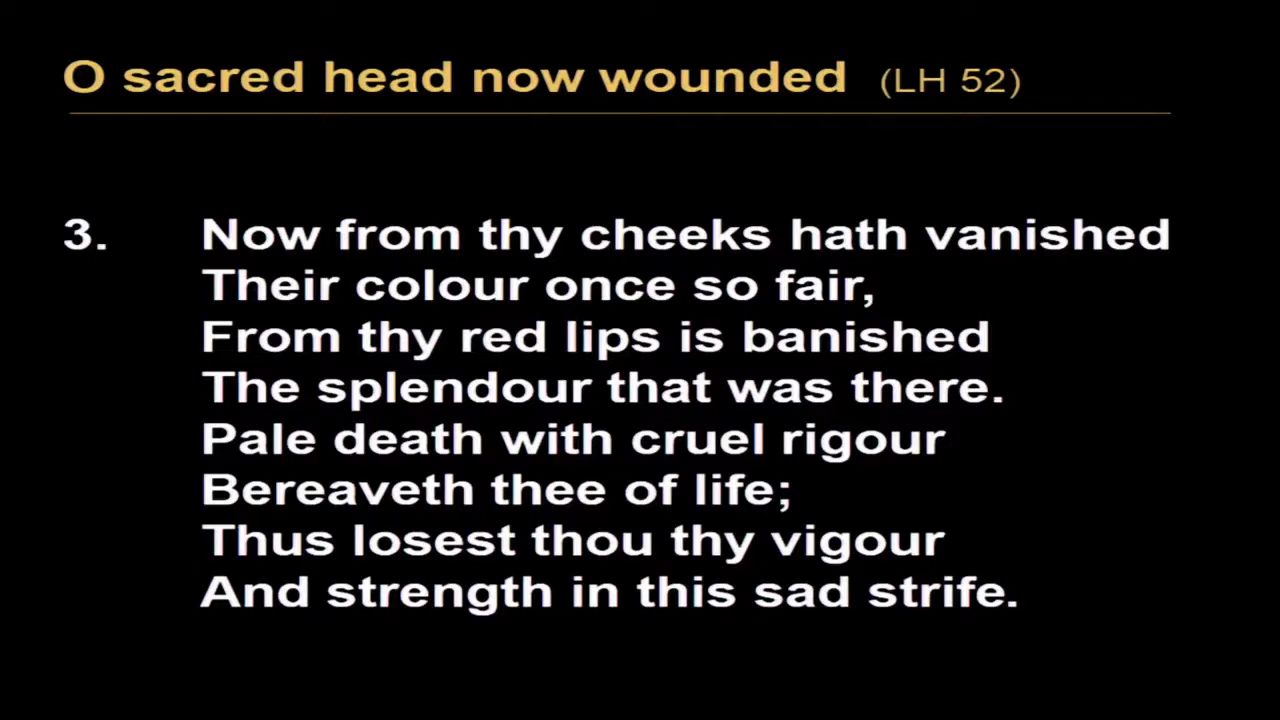 O sacred head now wounded (LH 52)
3. Now from thy cheeks hath vanished
Their colour once so fair,
From thy red lips is banished
The splendour that was there.
Pale death with cruel rigour
Bereaveth thee of life;
Thus losest thou thy vigour
And strength in this sad strife.